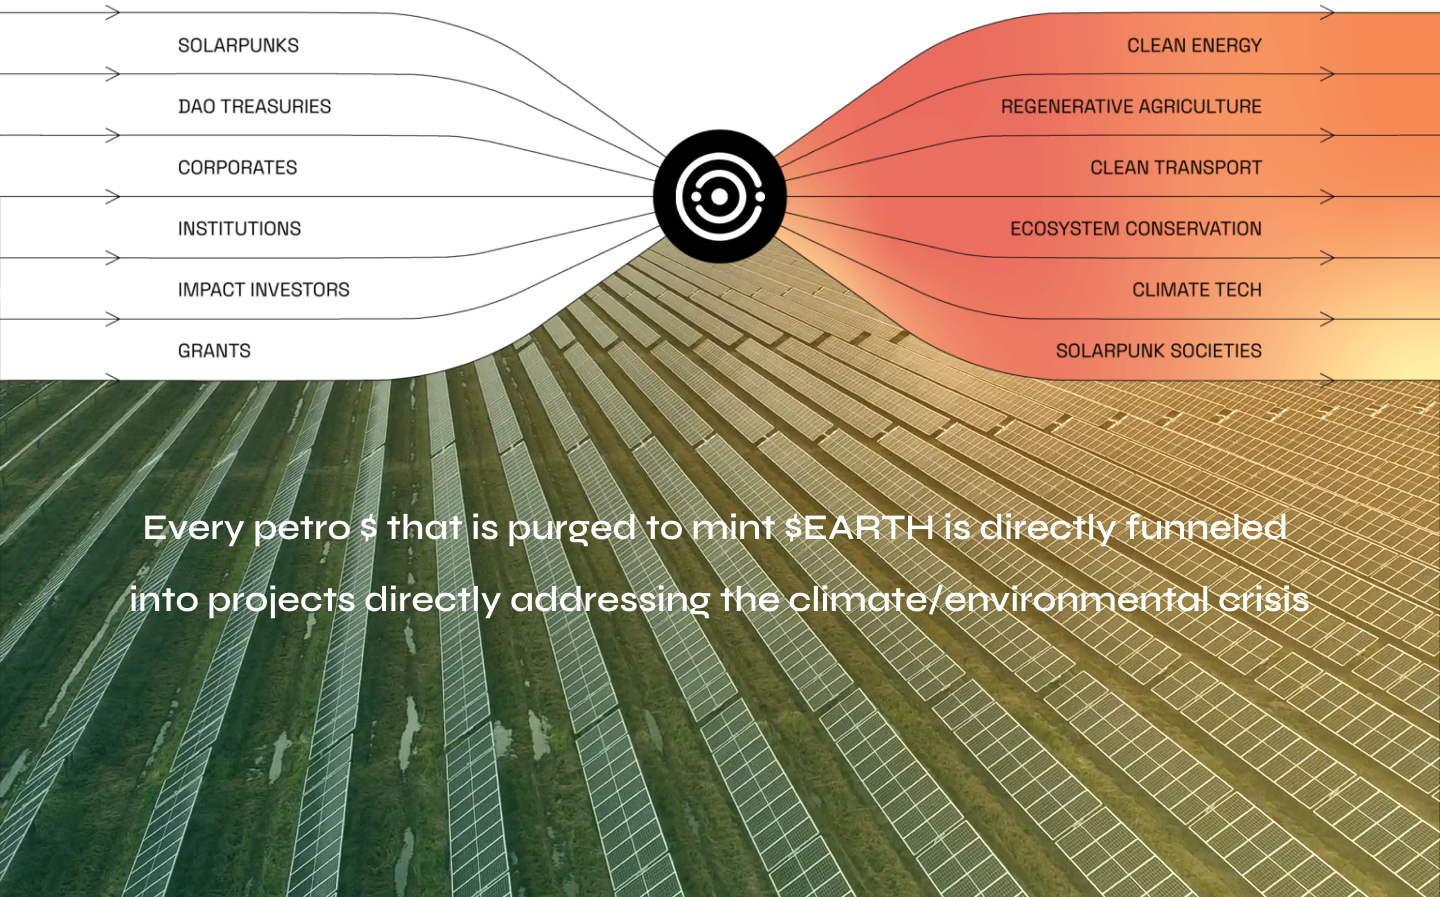 SOLARPUNKS
DAO TREASURIES
CORPORATES
INSTITUTIONS
IMPACT INVESTORS
GRANTS
CLEAN ENERGY
REGENERATIVE AGRICULTURE
CLEAN TRANSPORT
ECOSYSTEM CONSERVATION
CLIMATE TECH
SOLARPUNK SOCIETIES
Every petro $ that is purged to mint $EARTH is directly funneled
into projects directly addressing the climate/environmental crisis